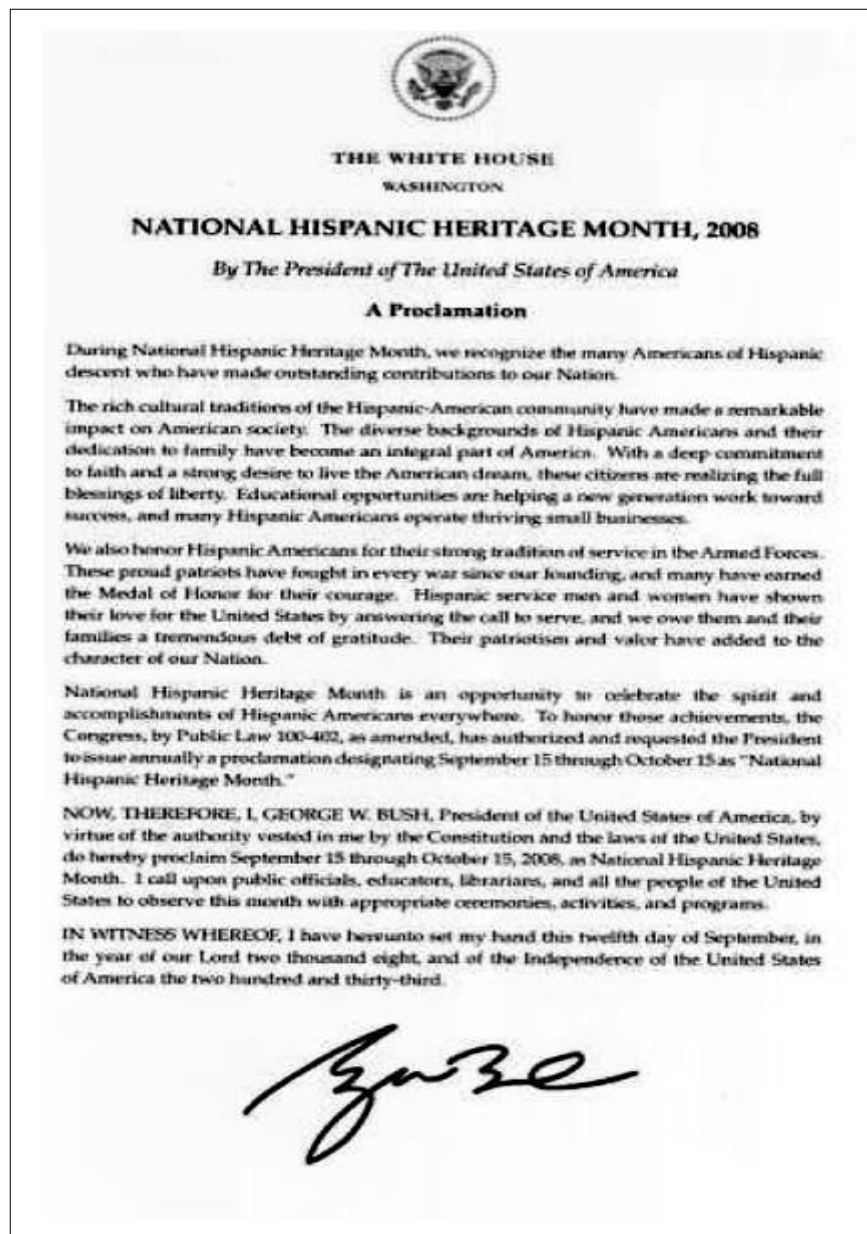 THE WHITE HOUSE
WASHINGTON
NATIONAL HISPANIC HERITAGE MONTH, 2008
By The President of The United States of America
A Proclamation
During National Hispanic Heritage Month, we recognize the many Americans of Hispanic
descent who have made outstanding contributions to our Nation.
The rich cultural traditions of the Hispanic-American community have made a remarkable
impact on American society. The diverse backgrounds of Hispanic Americans and their
dedication to family have become an integral part of America. With a deep commitment
to faith and a strong desire to live the American dream, these citizens are realizing the full
blessings of liberty. Educational opportunities are helping a new generation work toward
success, and many Hispanic Americans operate thriving small businesses.
We also honor Hispanic Americans for their strong tradition of service in the Armed Forces.
These proud patriots have fought in every war since our founding, and many have earned
the Medal of Honor for their courage. Hispanic service men and women have shown
their love for the United States by answering the call to serve, and we owe them and their
families a tremendous debt of gratitude. Their patriotism and valor have added to the
character of our Nation.
National Hispanic Heritage Month is an opportunity to celebrate the spirit and
accomplishments of Hispanic Americans everywhere. To honor those achievements, the
Congress, by Public Law 100-402, as amended, has authorized and requested the President
to issue annually a proclamation designating September 15 through October 15 as "National
Hispanic Heritage Month."
NOW, THEREFORE, I, GEORGE W. BUSH, President of the United States of America, by
virtue of the authority vested in me by the Constitution and the laws of the United States,
do hereby proclaim September 15 through October 15, 2008, as National Hispanic Heritage
Month. I call upon public officials, educators, librarians, and all the people of the United
States to observe this month with appropriate ceremonies, activities, and programs.
IN WITNESS WHEREOF, I have hereunto set my hand this twelfth day of September, in
the year of our Lord two thousand eight, and of the Independence of the United States
of America the two hundred and thirty-third.